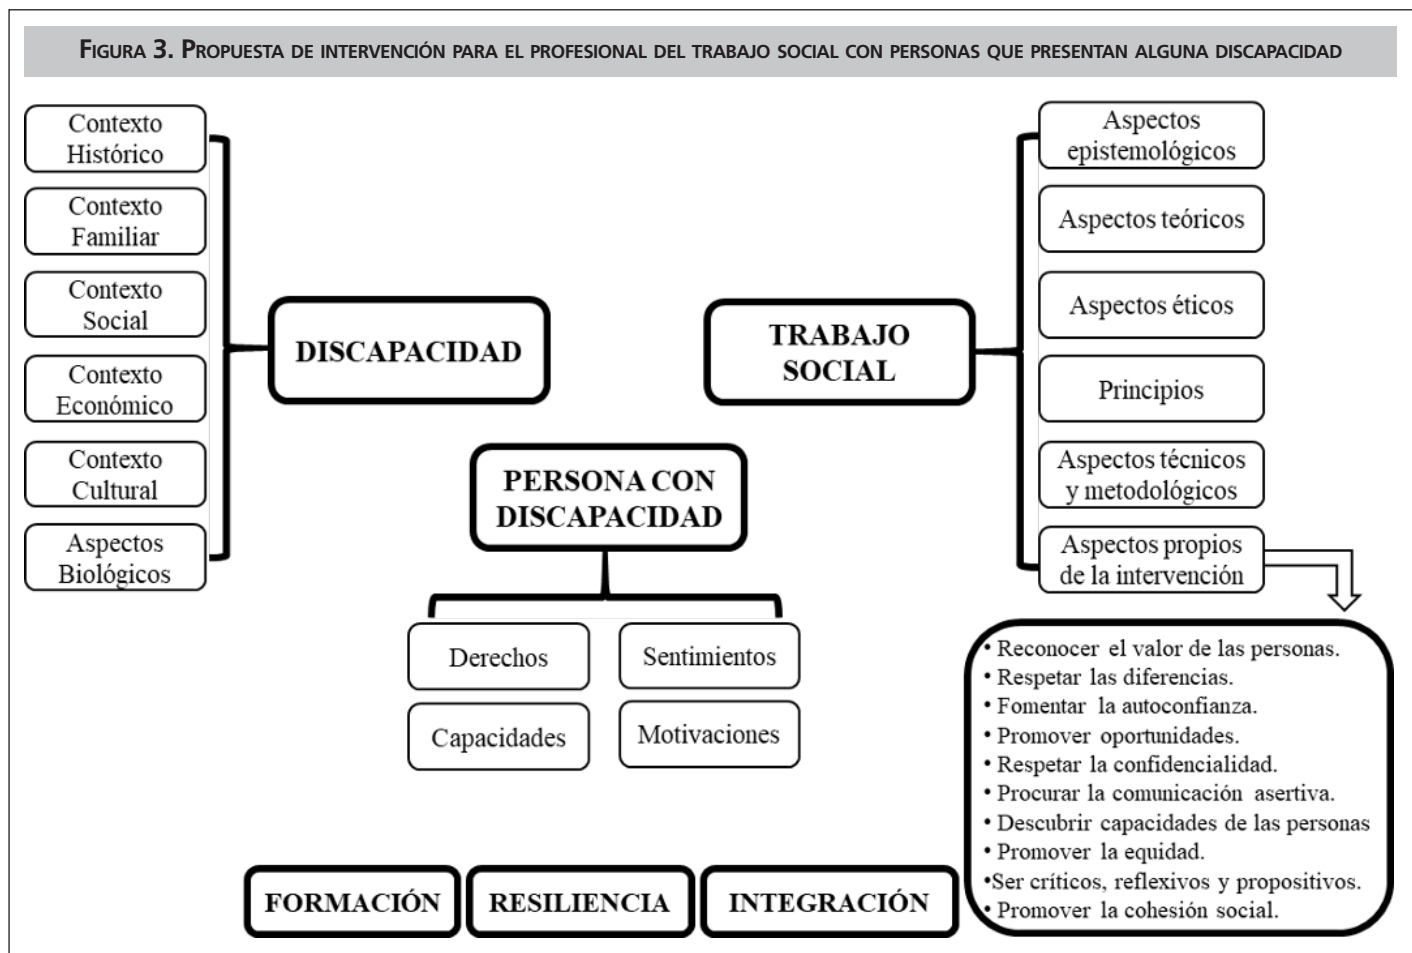 FIGURA 3. PROPUESTA DE INTERVENCIÓN PARA EL PROFESIONAL DEL TRABAJO SOCIAL CON PERSONAS QUE PRESENTAN ALGUNA DISCAPACIDAD
Contexto
Histórico
Contexto
Familiar
Contexto
Social
Contexto
Económico
Contexto
Cultural
Aspectos
Biológicos
DISCAPACIDAD
TRABAJO
SOCIAL
Aspectos
epistemológicos
Aspectos teóricos
Aspectos éticos
Principios
Aspectos técnicos
y metodológicos
Aspectos propios
de la intervención
PERSONA CON
DISCAPACIDAD
Derechos
Sentimientos
Capacidades
Motivaciones
• Reconocer el valor de las personas.
• Respetar las diferencias.
• Fomentar la autoconfianza.
• Promover oportunidades.
• Respetar la confidencialidad.
• Procurar la comunicación asertiva.
• Descubrir capacidades de las personas
• Promover la equidad.
•Ser críticos, reflexivos y propositivos.
• Promover la cohesión social.
FORMACIÓN
RESILIENCIA
INTEGRACIÓN